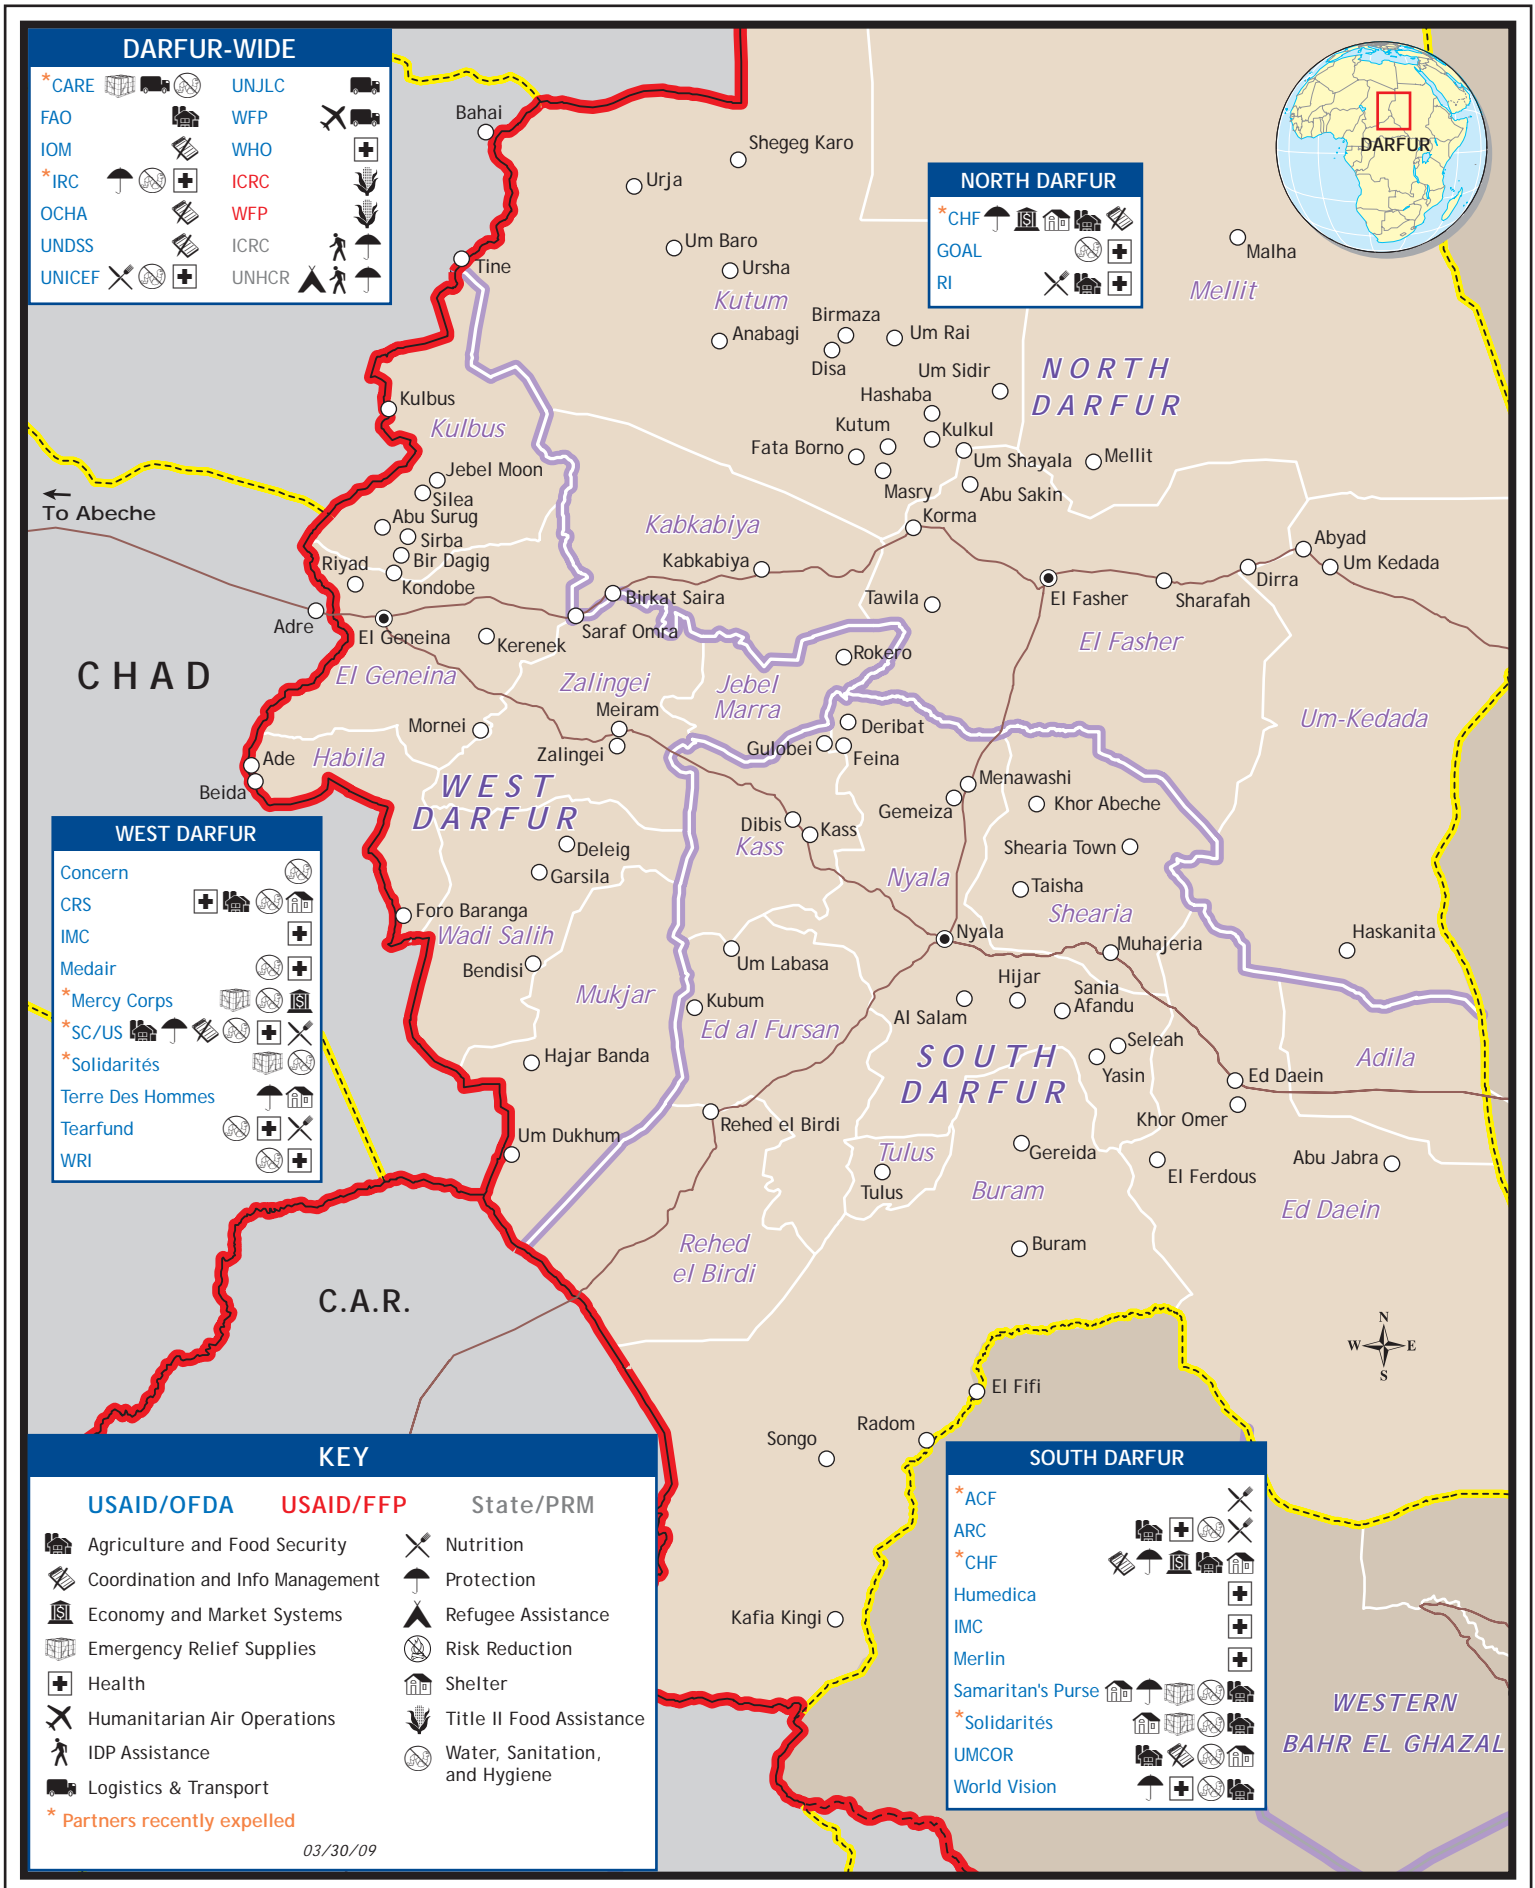 DARFUR-WIDE
*CARE
FAO
IOM
*IRC
OCHA
UNDSS
UNICEF
UNJLC
WFP
WHO
ICRC
WFP
ICRC
UNHCR
NORTH DARFUR
*CHF
GOAL
RI
DARFUR
Bahai
Shegeg Karo
Urja
Um Baro
Ursha
Tine
Kutum
Malha
Mellit
Anabagi
Birmaza
Um Rai
Disa
Um Sidir
NORTH
DARFUR
Hashaba
Kulbus
Kulbus
Kutum
Kulkul
Fata Borno
Um Shayala
Mellit
Masry
Abu Sakin
Jebel Moon
Silea
To Abeche
Abu Surug
Sirba
Bir Dagig
Riyad
Kondobe
Kabkabiya
Kabkabiya
Korma
Abyad
Um Kedada
Dirra
Sharafah
El Fasher
El Fasher
Tawila
Birkat Saira
Saraf Omra
Adre
El Geneina
Kerenek
CHAD
El Geneina
Zalingei
Jebel
Marra
Rokero
Um-Kedada
Meiram
Mornei
Zalingei
Deribat
Gulobei
Feina
Habila
Ade
Beida
WEST
DARFUR
Menawashi
Gemeiza
Khor Abeche
Dibis
Kass
Kass
Shearia Town
Deleig
Garsila
Nyala
Taisha
Shearia
Foro Baranga
Wadi Salih
Nyala
Muhajeria
Haskanita
Bendisi
Um Labasa
Mukjar
Kubum
Ed al Fursan
Al Salam
Hijar
Sania
Afandu
SOUTH
DARFUR
Seleah
Yasin
Adila
Hajar Banda
Ed Daein
Khor Omer
Um Dukhum
Rehed el Birdi
Tulus
Tulus
Gereida
El Ferdous
Abu Jabra
Buram
Ed Daein
Rehed
el Birdi
Buram
C.A.R.
N
W
E
S
El Fifi
Radom
Songo
Kafia Kingi
WESTERN
BAHR EL GHAZAL
WEST DARFUR
Concern
CRS
IMC
Medair
*Mercy Corps
*SC/US
*Solidarités
Terre Des Hommes
Tearfund
WRI
SOUTH DARFUR
*ACF
ARC
*CHF
Humedica
IMC
Merlin
Samaritan's Purse
*Solidarités
UMCOR
World Vision
KEY
USAID/OFDA
USAID/FFP
State/PRM
Agriculture and Food Security
Coordination and Info Management
Economy and Market Systems
Emergency Relief Supplies
Health
Humanitarian Air Operations
IDP Assistance
Logistics & Transport
Nutrition
Protection
Refugee Assistance
Risk Reduction
Shelter
Title II Food Assistance
Water, Sanitation,
and Hygiene
* Partners recently expelled
03/30/09